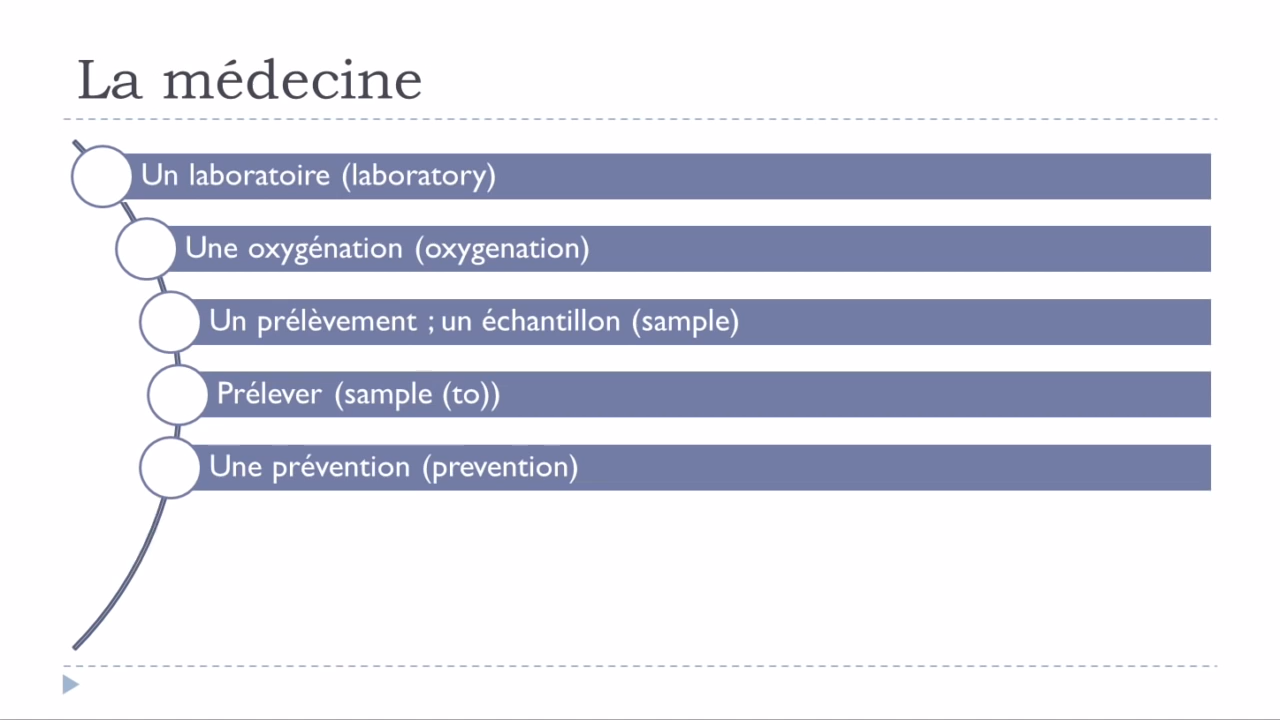 La médecine
Un laboratoire (laboratory)
Une oxygénation (oxygenation)
Un prélèvement ; un échantillon (sample)
Prélever (sample (to))
Une prévention (prevention)